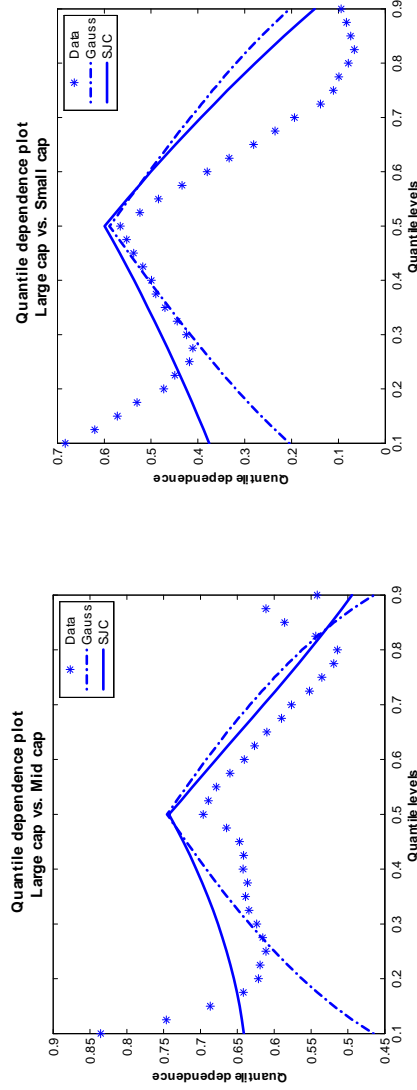 Quantile dependence plot
Large cap vs. Mid cap
Data
Gauss
SJC
0.85
0.8
0.75
0.7
0.65
0.6
0.55
0.5
0.45
Quantile dependence
0.1
0.2
0.3
0.4
0.5
0.6
0.7
0.8
0.9
Quantile levels
Quantile dependence plot
Large cap vs. Small cap
Data
Gauss
SJC
0.7
0.6
0.5
0.4
0.3
0.2
0.1
0
Quantile dependence
0.1
0.2
0.3
0.4
0.5
0.6
0.7
0.8
0.9
Quantile levels